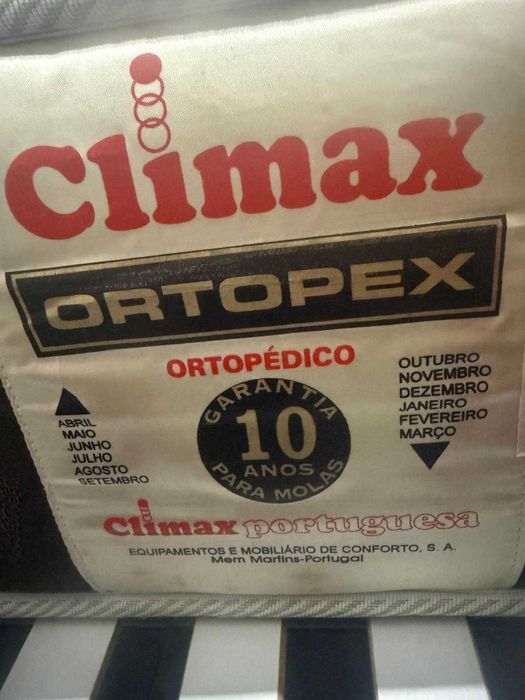 Climax
ORTOPEX
ORTOPÉDICO
ABRIL
MAIO
JUNHO
JULHO
AGOSTO
SETEMBRO
GARANTIA
10
ANOS
PARA MOLAS
OUTUBRO
NOVEMBRO
DEZEMBRO
JANEIRO
FEVEREIRO
MARÇO
Climax portuguesa
EQUIPAMENTOS E MOBILIÁRIO DE CONFORTO, S. A.
Mem Martins-Portugal